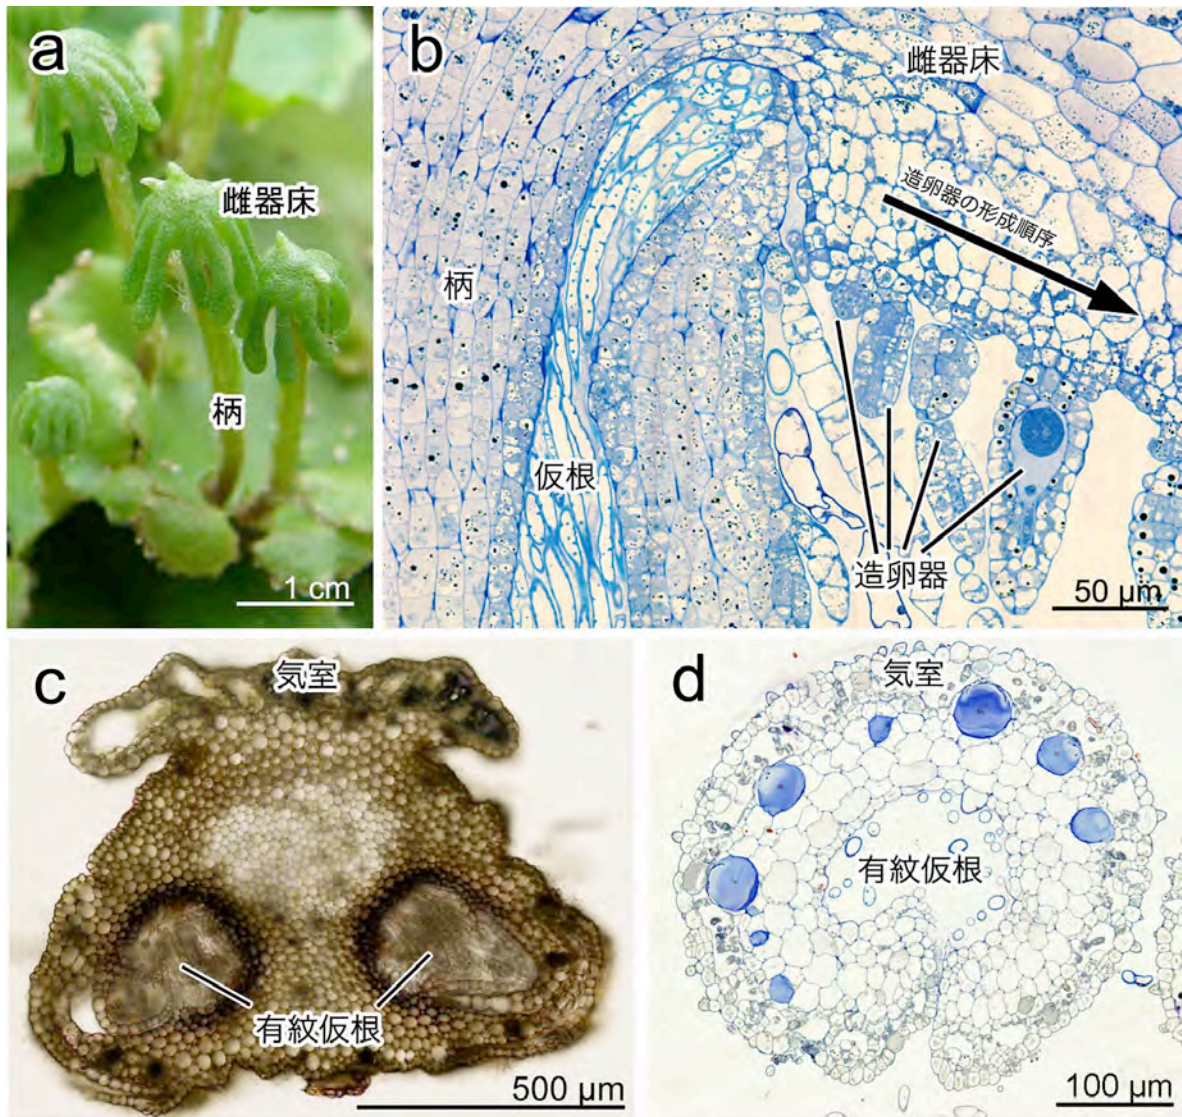 a
雌器床
柄
1 cm
b
雌器床
造卵器の形成順序
柄
仮根
造卵器
50 µm
c
気室
有紋仮根
500 µm
d
気室
有紋仮根
100 µm